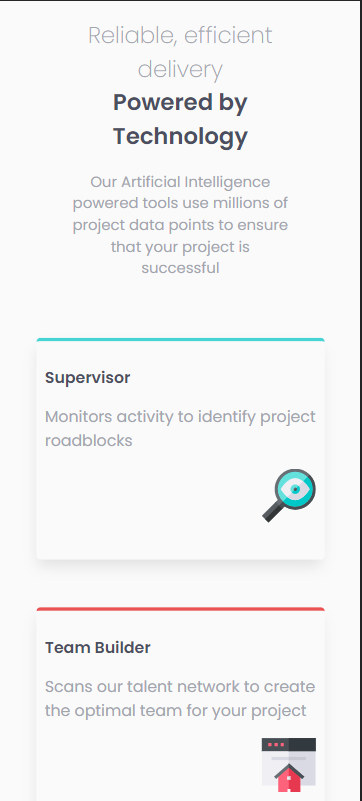 Reliable, efficient
delivery
Powered by
Technology
Our Artificial Intelligence
powered tools use millions of
project data points to ensure
that your project is
successful
Supervisor
Monitors activity to identify project
roadblocks
Team Builder
Scans our talent network to create
the optimal team for your project